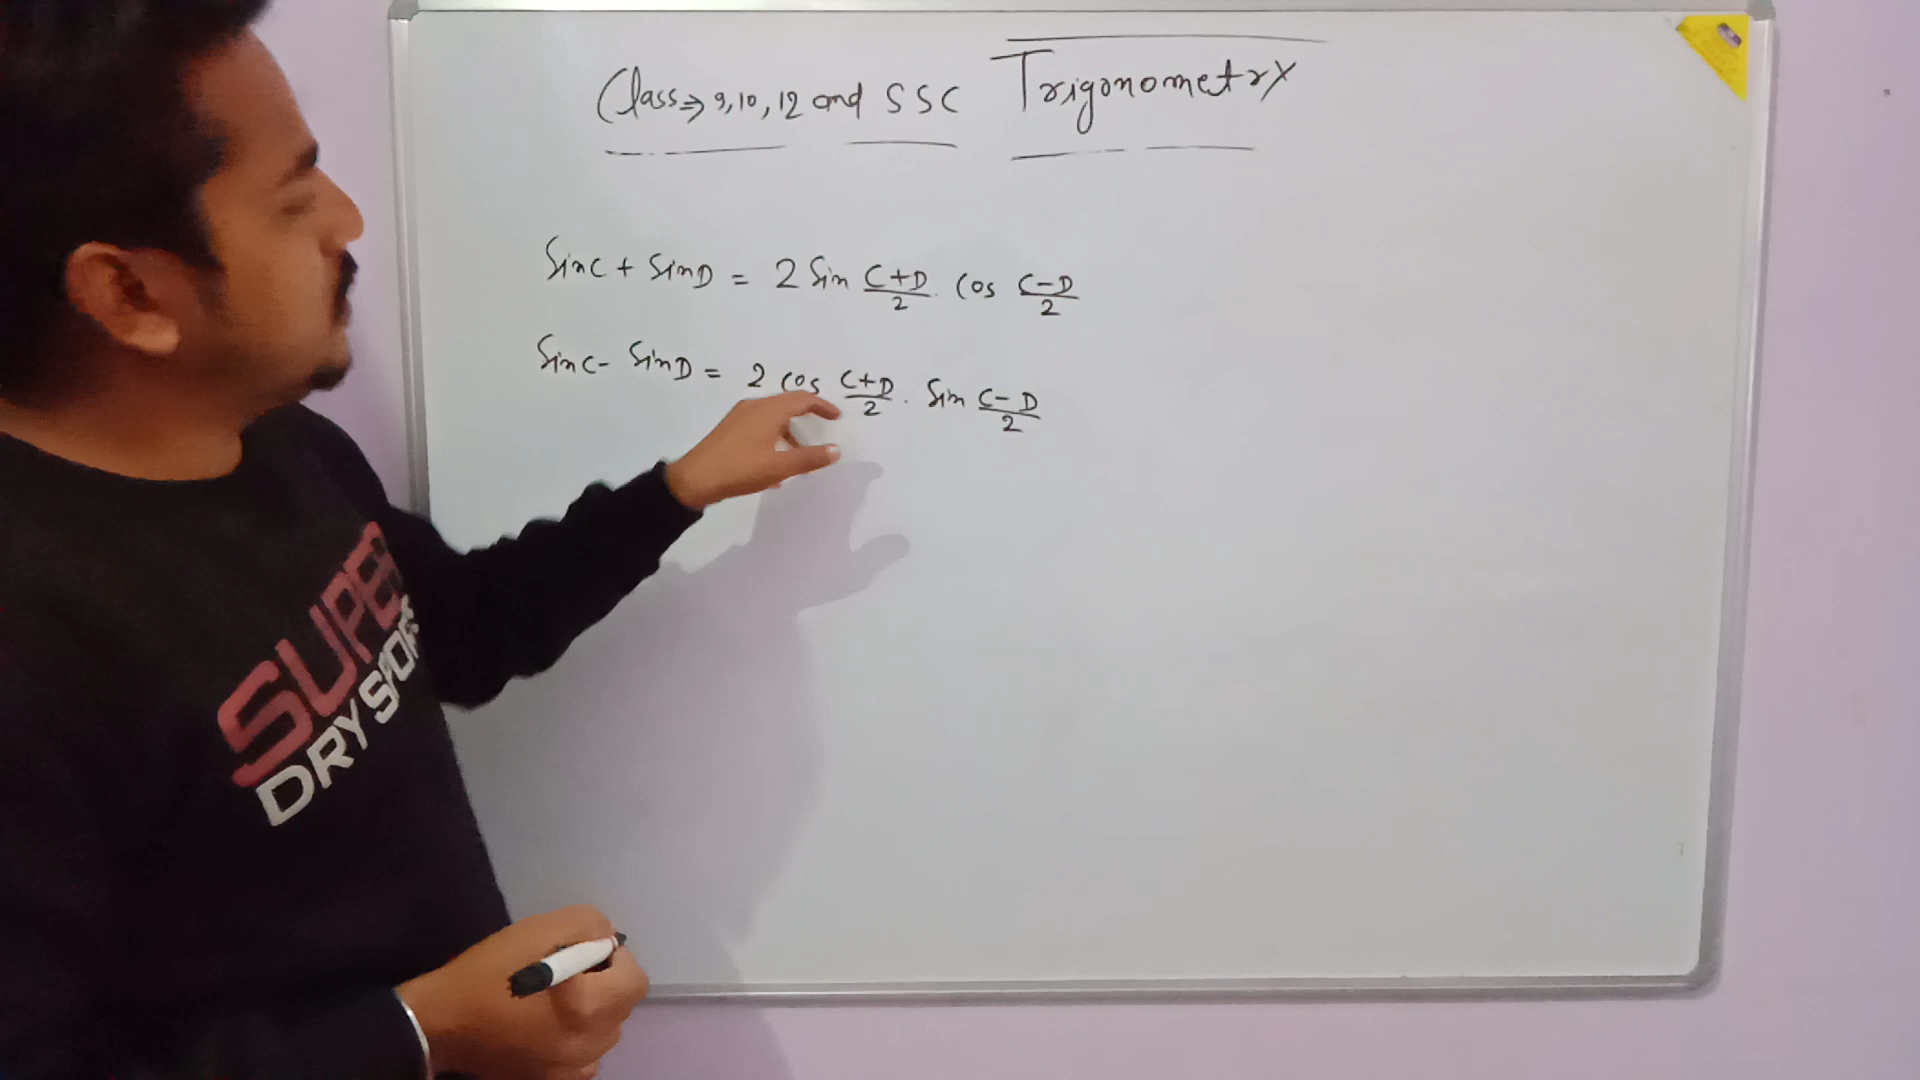 Class⇒ 9,10,12 and SSC Trigonometry
SinC + SinD = 2 Sin C+D/2 . Cos C-D/2
SinC - SinD = 2 Cos C+D/2 . Sin C-D/2
SUPER
DRY SPORT